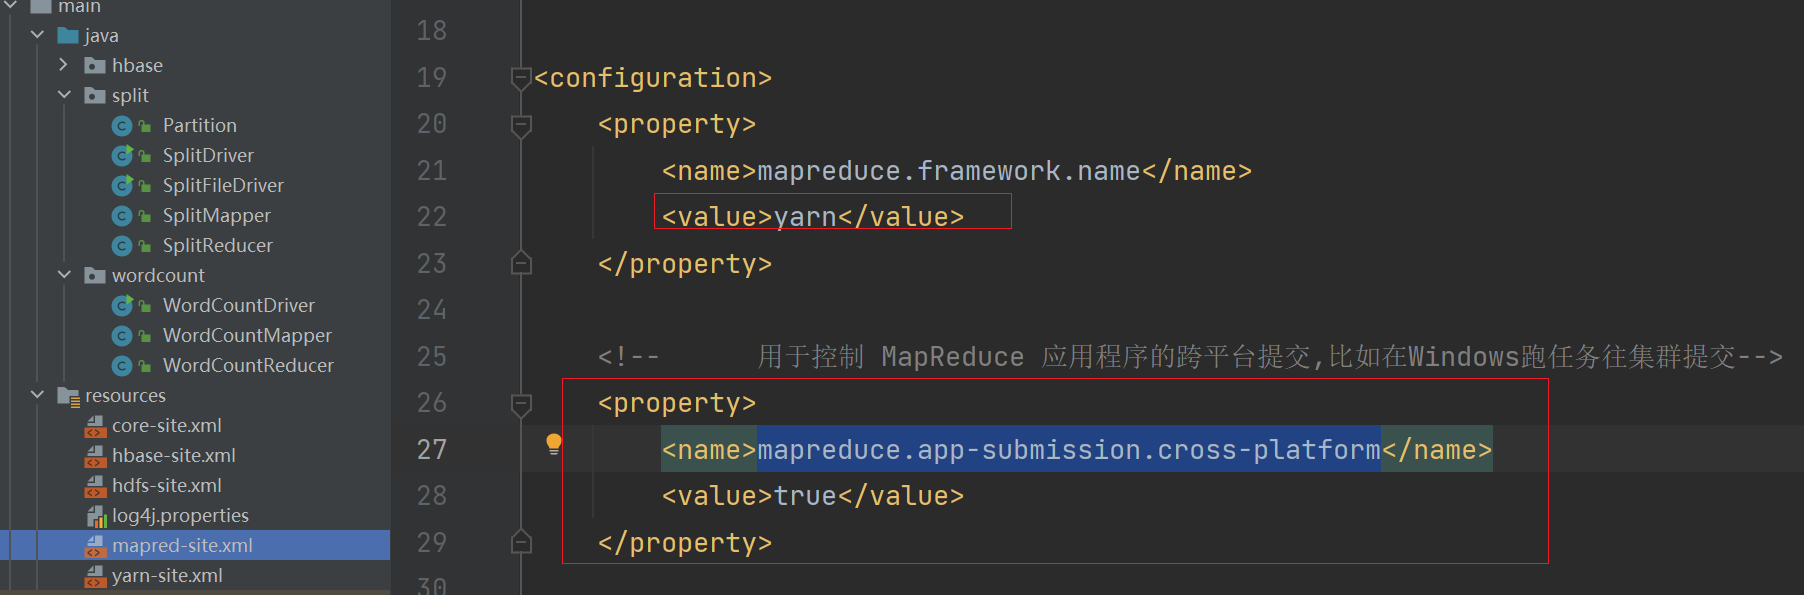 main
java
hbase
split
Partition
SplitDriver
SplitFileDriver
SplitMapper
SplitReducer
wordcount
WordCountDriver
WordCountMapper
WordCountReducer
resources
core-site.xml
hbase-site.xml
hdfs-site.xml
log4j.properties
mapred-site.xml
yarn-site.xml
18
19 <configuration>
20 <property>
21 <name>mapreduce.framework.name</name>
22 <value>yarn</value>
23 </property>
24
25 <!-- 用于控制 MapReduce 应用程序的跨平台提交,比如在Windows跑任务往集群提交-->
26 <property>
27 <name>mapreduce.app-submission.cross-platform</name>
28 <value>true</value>
29 </property>
30